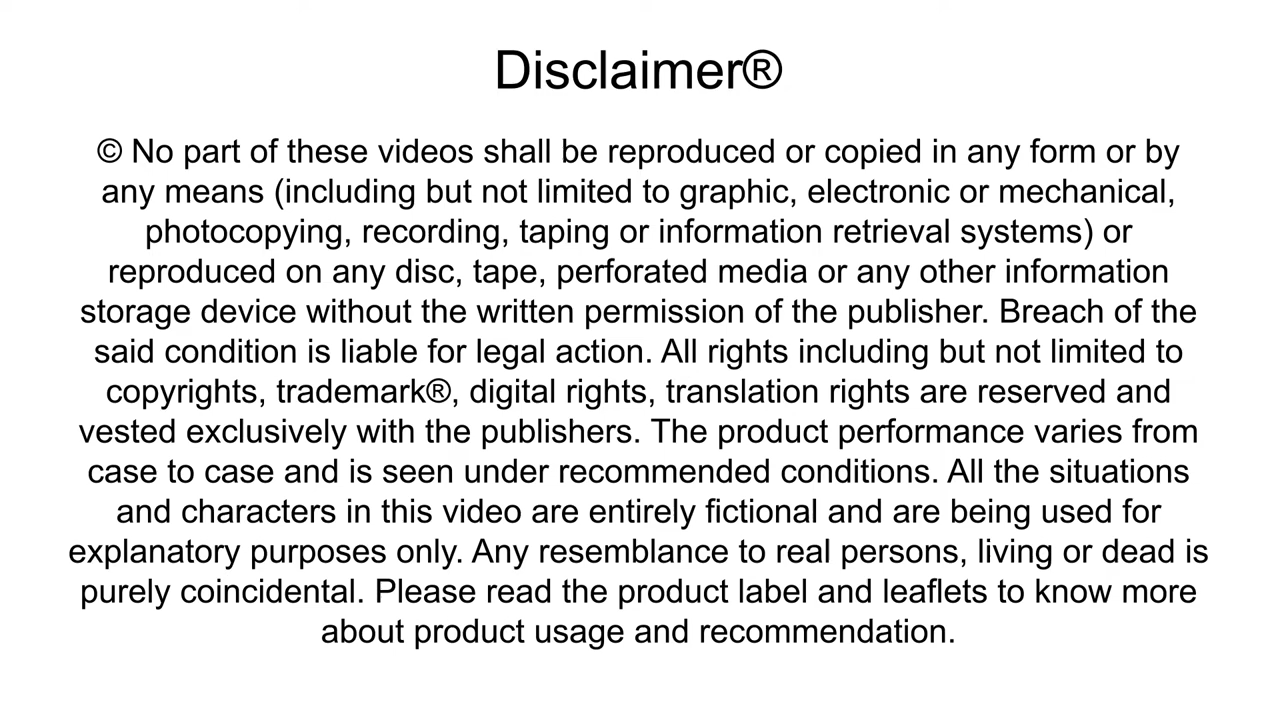 Disclaimer®
© No part of these videos shall be reproduced or copied in any form or by
any means (including but not limited to graphic, electronic or mechanical,
photocopying, recording, taping or information retrieval systems) or
reproduced on any disc, tape, perforated media or any other information
storage device without the written permission of the publisher. Breach of the
said condition is liable for legal action. All rights including but not limited to
copyrights, trademark®, digital rights, translation rights are reserved and
vested exclusively with the publishers. The product performance varies from
case to case and is seen under recommended conditions. All the situations
and characters in this video are entirely fictional and are being used for
explanatory purposes only. Any resemblance to real persons, living or dead is
purely coincidental. Please read the product label and leaflets to know more
about product usage and recommendation.